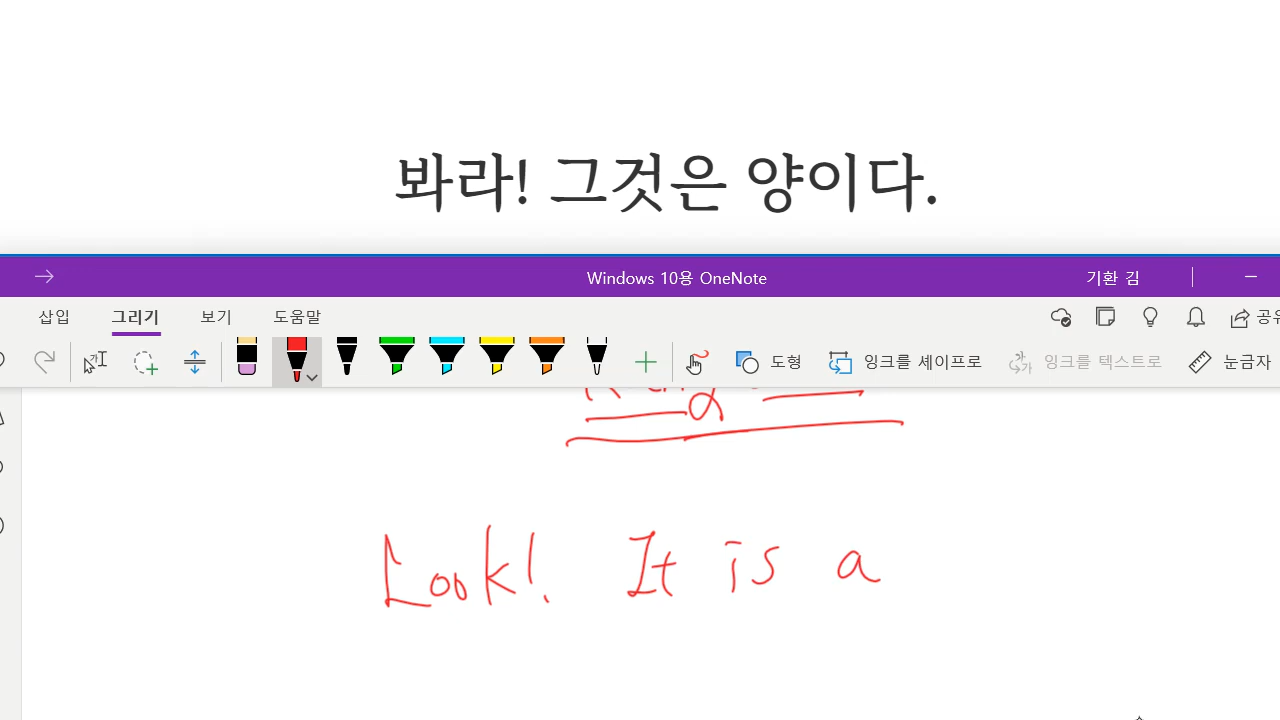 봐라! 그것은 양이다.
Windows 10용 OneNote
기환 김
삽입 그리기 보기 도움말
도형 잉크를 셰이프로 잉크를 텍스트로 눈금자
Look! It is a